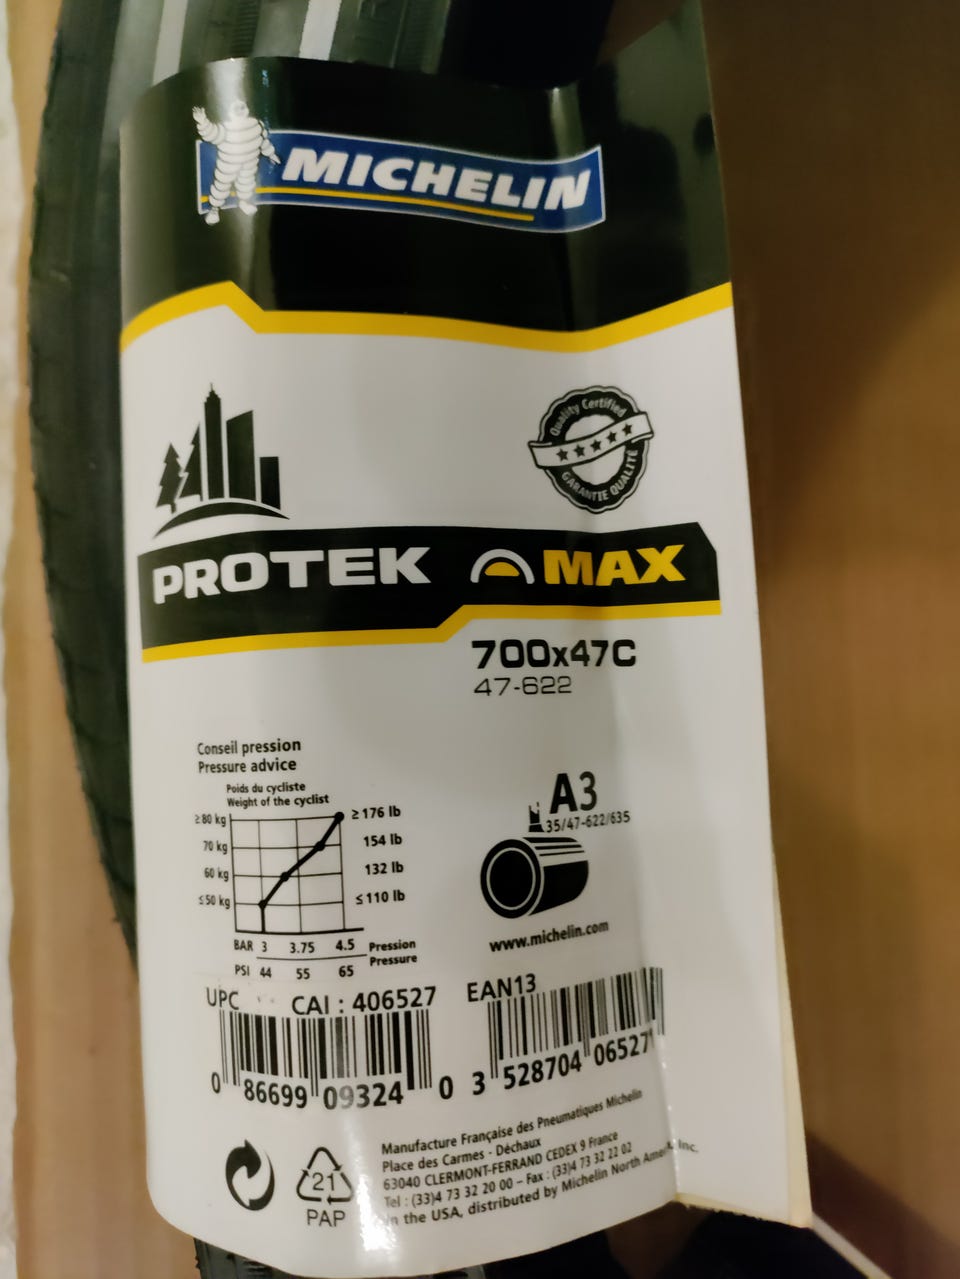 MICHELIN
Quality Certified
GARANTIE QUALITÉ
PROTEK MAX
700x47C
47-622
Conseil pression
Pressure advice
Poids du cycliste
Weight of the cyclist
≥80 kg ≥176 lb
70 kg 154 lb
60 kg 132 lb
≤50 kg ≤110 lb
BAR 3 3.75 4.5 Pression
Pressure
PSI 44 55 65
A3
35/47-622/635
www.michelin.com
UPC CAI : 406527 EAN13
0 86699 09324 0
3 528704 06527
Manufacture Française des Pneumatiques Michelin
Place des Carmes - Déchaux
63040 CLERMONT-FERRAND CEDEX 9 France
Tel : (33)4 73 32 20 00 – Fax : (33)4 73 32 22 02
In the USA, distributed by Michelin North America, Inc.
21
PAP